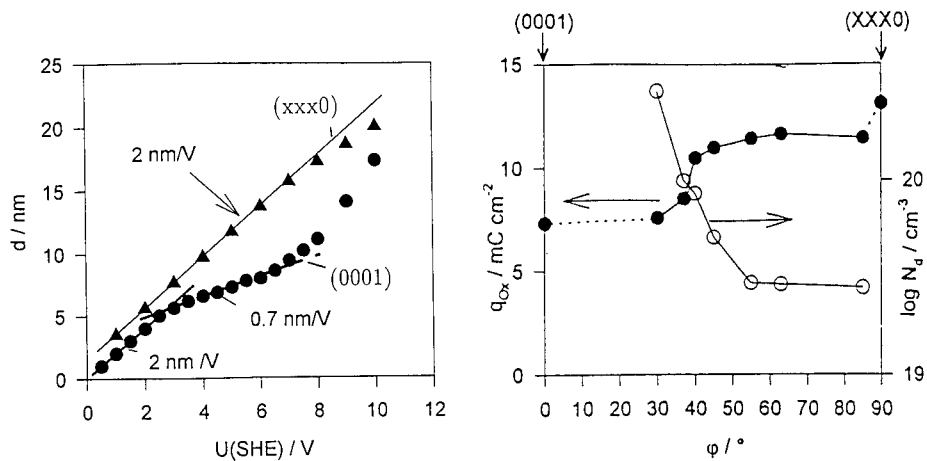 25
20
15
10
5
0
d / nm
(xxx0)
2 nm/V
(0001)
0.7 nm/V
2 nm /V
0 2 4 6 8 10 12
U(SHE) / V
(0001) (XXX0)
15
10
5
0
q_Ox / mC cm⁻²
20
19
log N_d / cm⁻³
0 10 20 30 40 50 60 70 80 90
φ / °